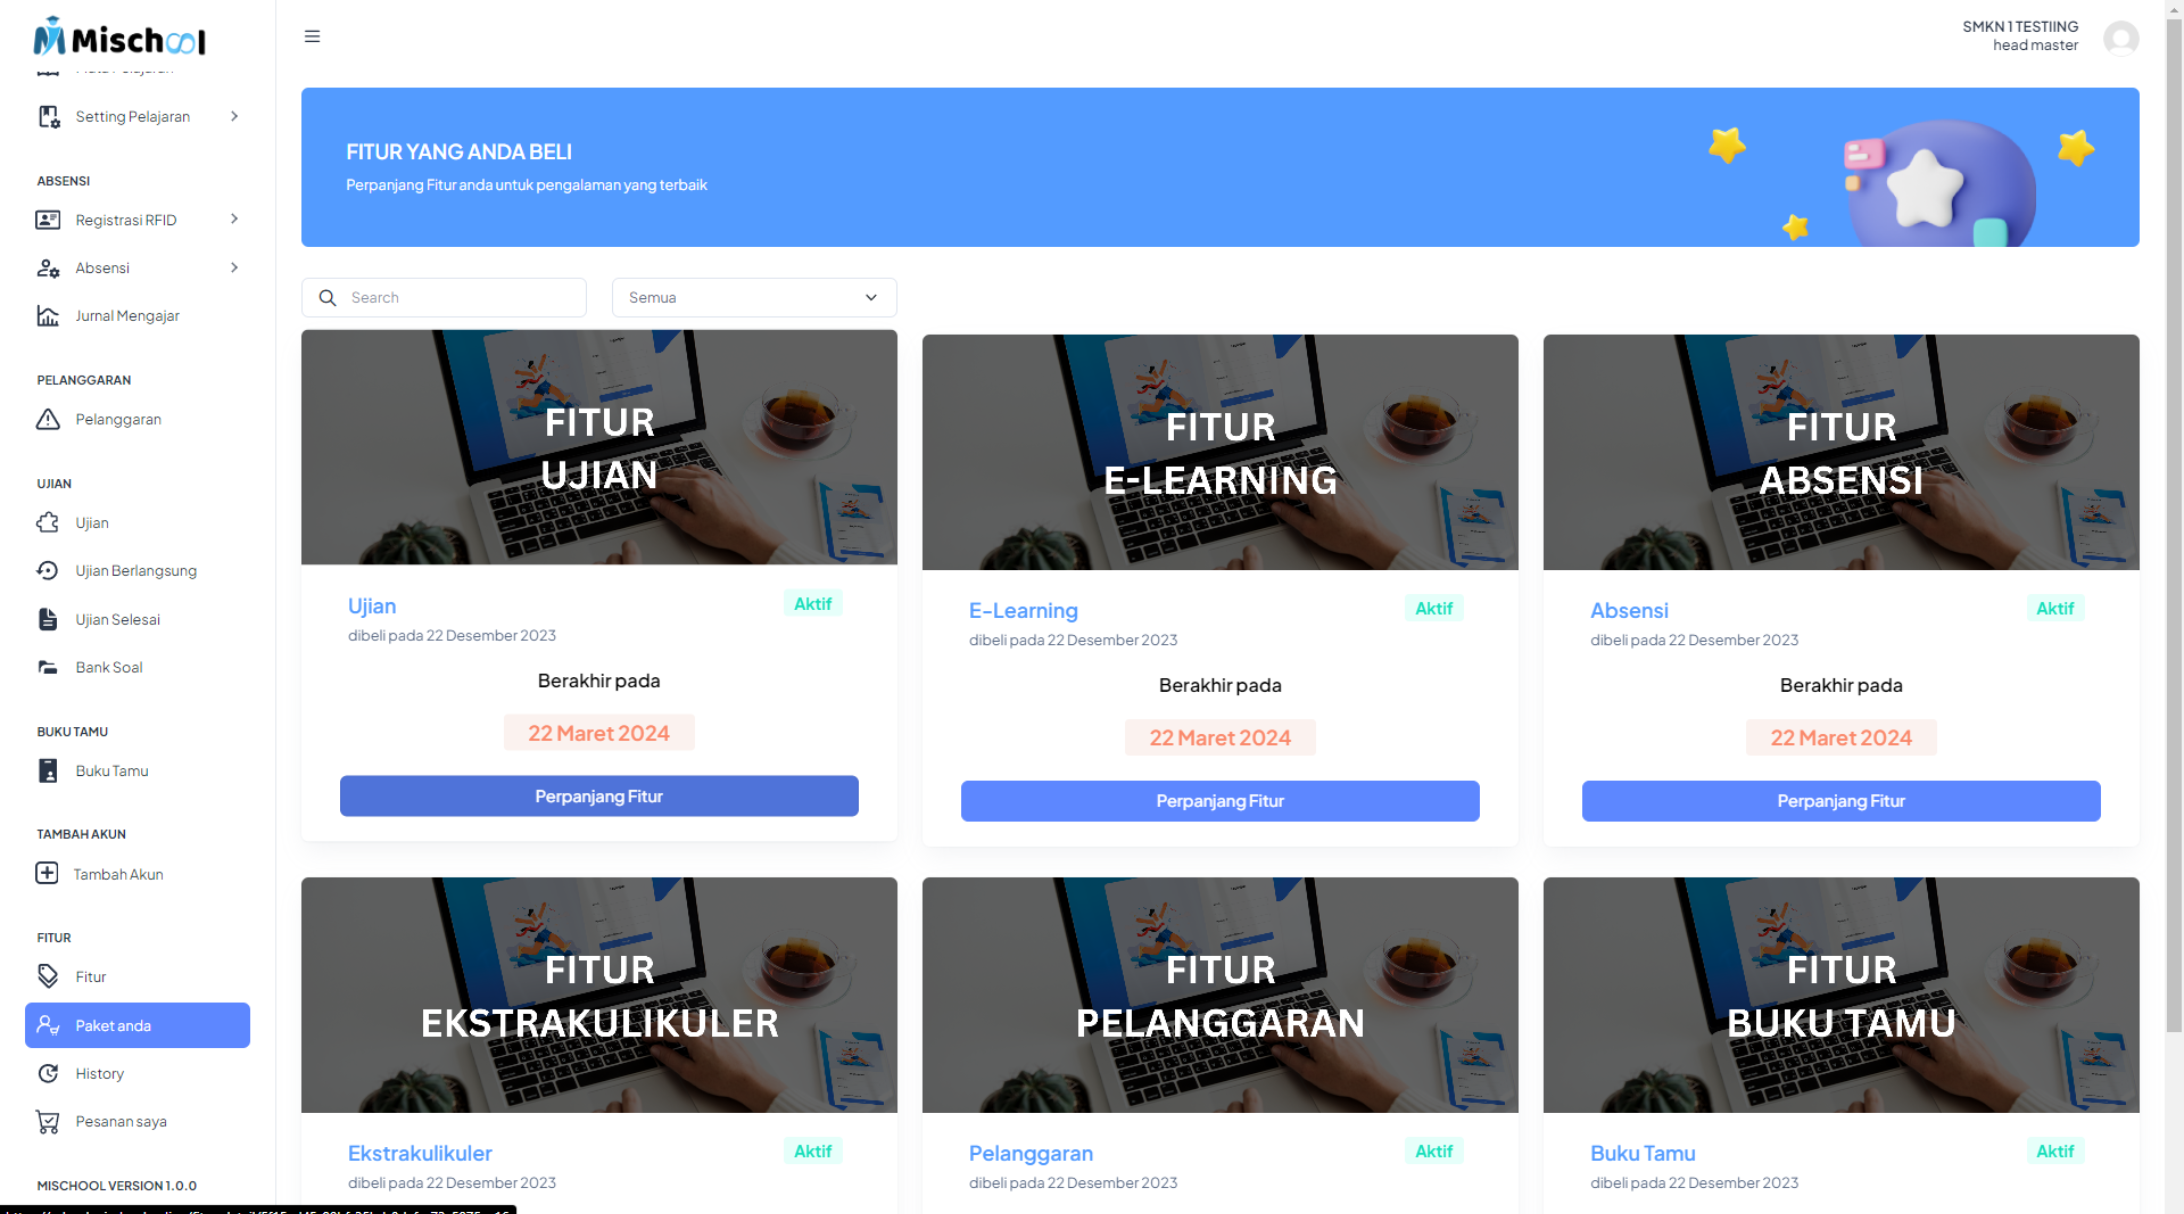 Mischool
Setting Pelajaran
ABSENSI
Registrasi RFID
Absensi
Jurnal Mengajar
PELANGGARAN
Pelanggaran
UJIAN
Ujian
Ujian Berlangsung
Ujian Selesai
Bank Soal
BUKU TAMU
Buku Tamu
TAMBAH AKUN
Tambah Akun
FITUR
Fitur
Paket anda
History
Pesanan saya
MISCHOOL VERSION 1.0.0
SMKN 1 TESTIING
head master
FITUR YANG ANDA BELI
Perpanjang Fitur anda untuk pengalaman yang terbaik
Search
Semua
FITUR
UJIAN
Ujian
Aktif
dibeli pada 22 Desember 2023
Berakhir pada
22 Maret 2024
Perpanjang Fitur
FITUR
E-LEARNING
E-Learning
Aktif
dibeli pada 22 Desember 2023
Berakhir pada
22 Maret 2024
Perpanjang Fitur
FITUR
ABSENSI
Absensi
Aktif
dibeli pada 22 Desember 2023
Berakhir pada
22 Maret 2024
Perpanjang Fitur
FITUR
EKSTRAKULIKULER
Ekstrakulikuler
Aktif
dibeli pada 22 Desember 2023
FITUR
PELANGGARAN
Pelanggaran
Aktif
dibeli pada 22 Desember 2023
FITUR
BUKU TAMU
Buku Tamu
Aktif
dibeli pada 22 Desember 2023